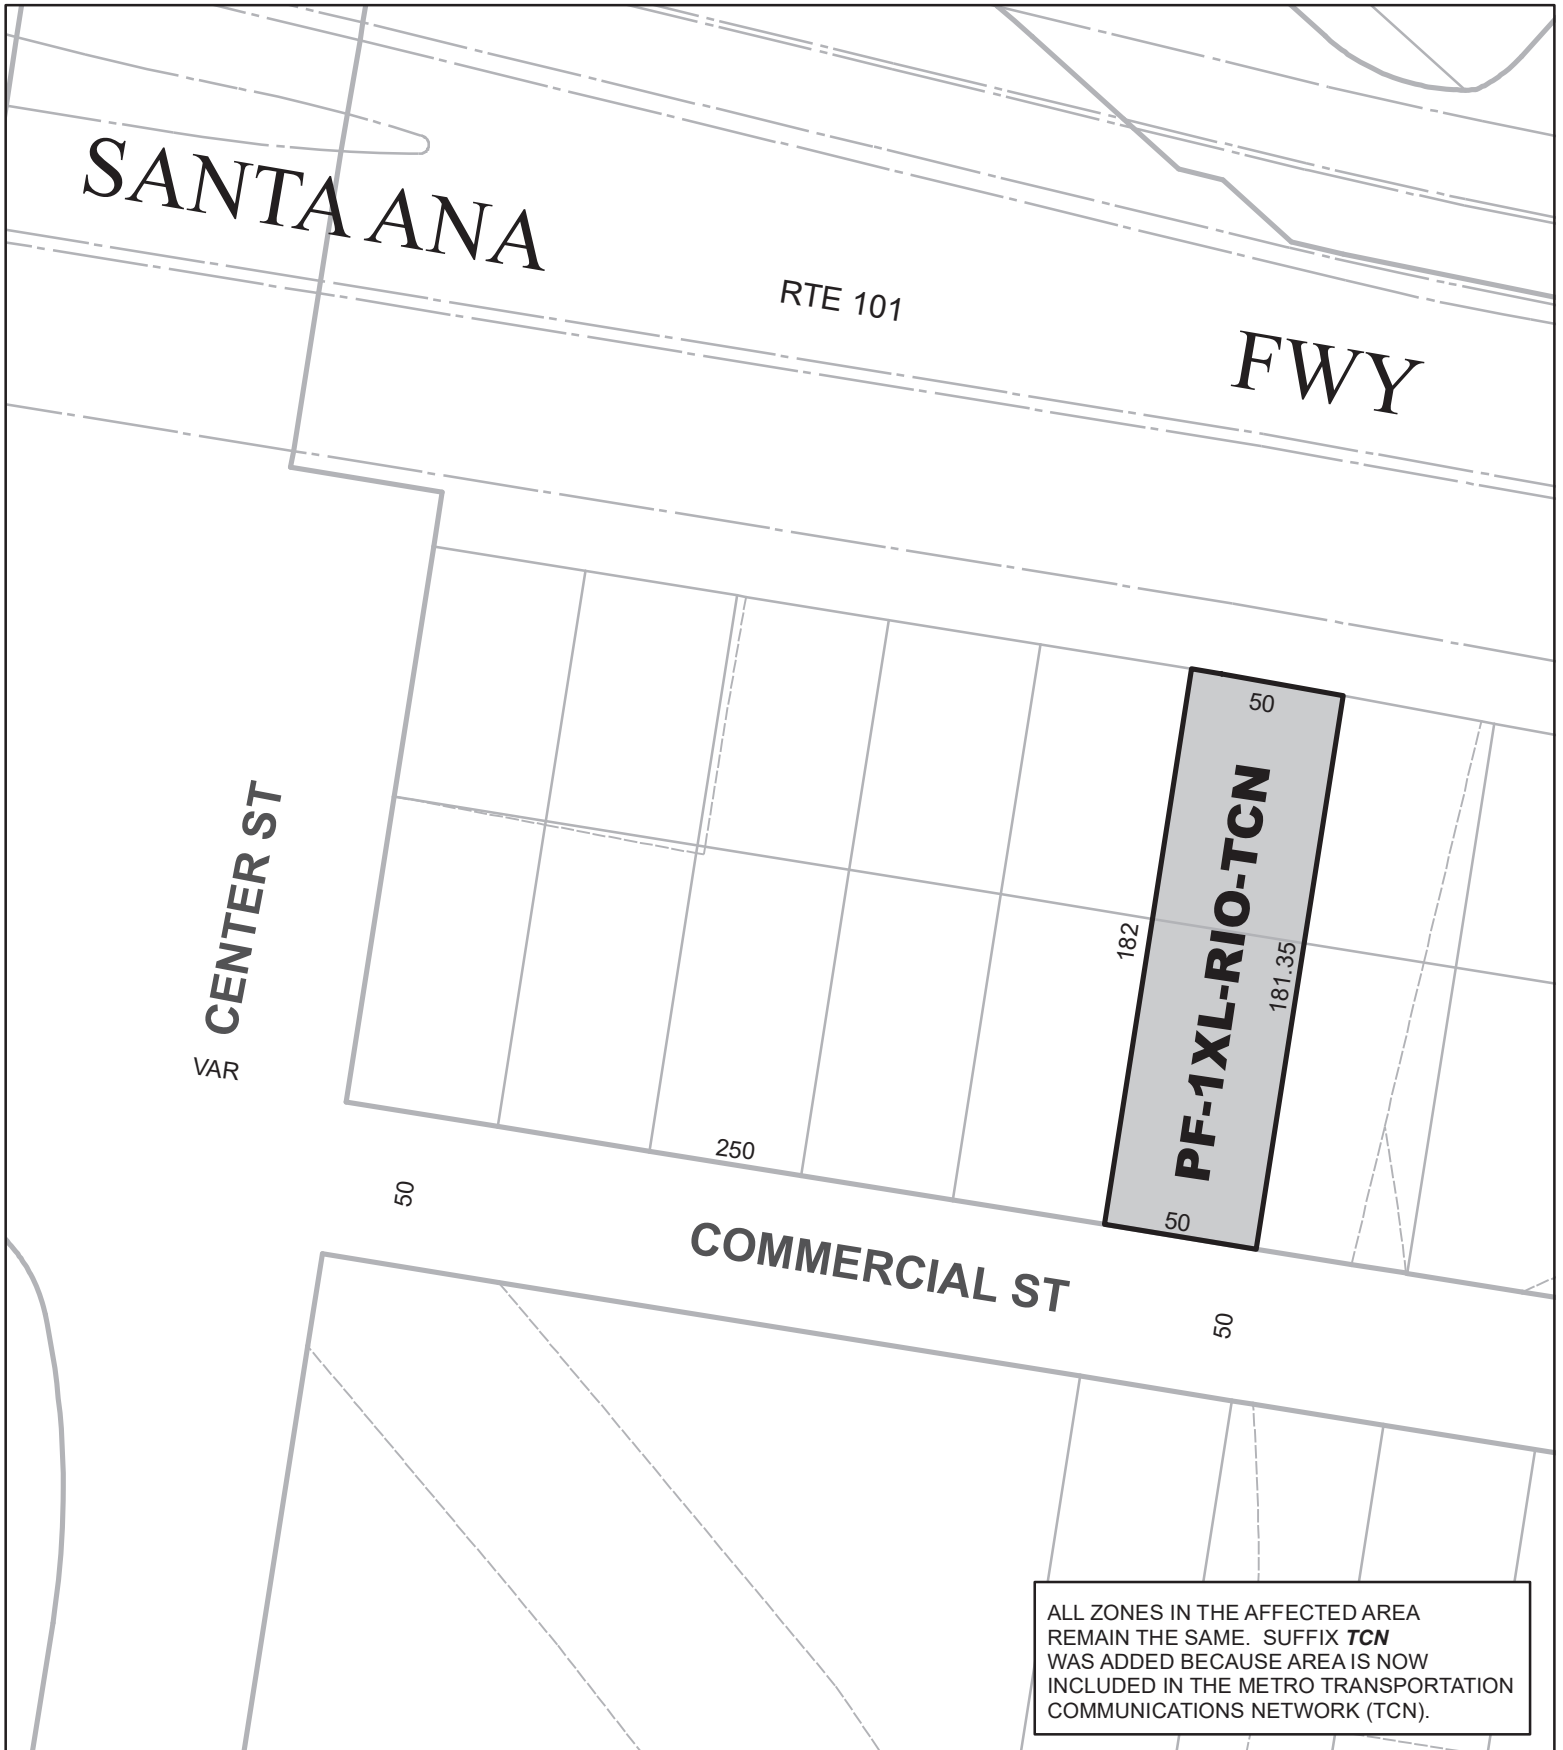 SANTA ANA
RTE 101
FWY
50
PF-1XL-RIO-TCN
182
181.35
CENTER ST
VAR
250
50
50
COMMERCIAL ST
50
ALL ZONES IN THE AFFECTED AREA
REMAIN THE SAME. SUFFIX TCN
WAS ADDED BECAUSE AREA IS NOW
INCLUDED IN THE METRO TRANSPORTATION
COMMUNICATIONS NETWORK (TCN).